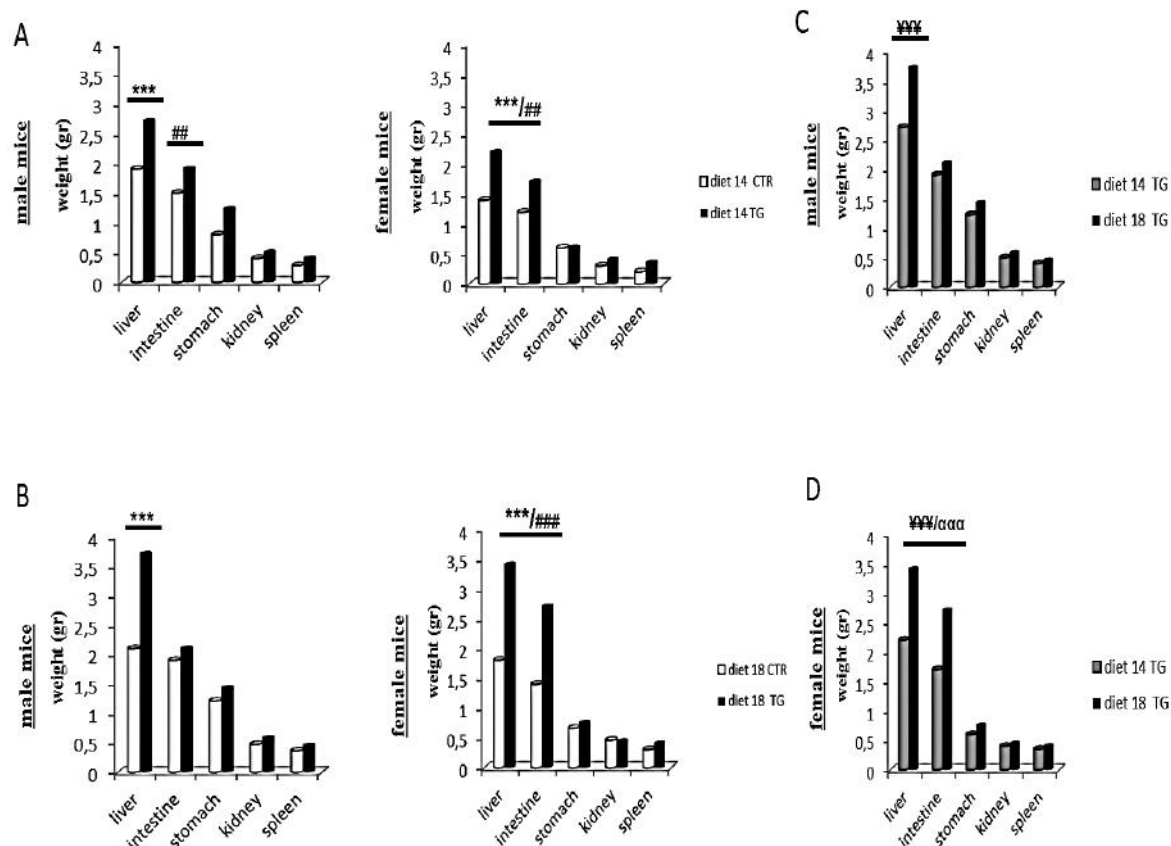 A
male mice
weight (gr)
4
3,5
3
2,5
2
1,5
1
0,5
0
***
##
liver
intestine
stomach
kidney
spleen
female mice
weight (gr)
4
3,5
3
2,5
2
1,5
1
0,5
0
***/##
liver
intestine
stomach
kidney
spleen
diet 14 CTR
diet 14 TG
C
male mice
weight (gr)
4
3,5
3
2,5
2
1,5
1
0,5
0
¥¥¥
liver
intestine
stomach
kidney
spleen
diet 14 TG
diet 18 TG
B
male mice
weight (gr)
4
3,5
3
2,5
2
1,5
1
0,5
0
***
liver
intestine
stomach
kidney
spleen
female mice
weight (gr)
4
3,5
3
2,5
2
1,5
1
0,5
0
***/###
liver
intestine
stomach
kidney
spleen
diet 18 CTR
diet 18 TG
D
female mice
weight (gr)
4
3,5
3
2,5
2
1,5
1
0,5
0
¥¥¥/ααα
liver
intestine
stomach
kidney
spleen
diet 14 TG
diet 18 TG